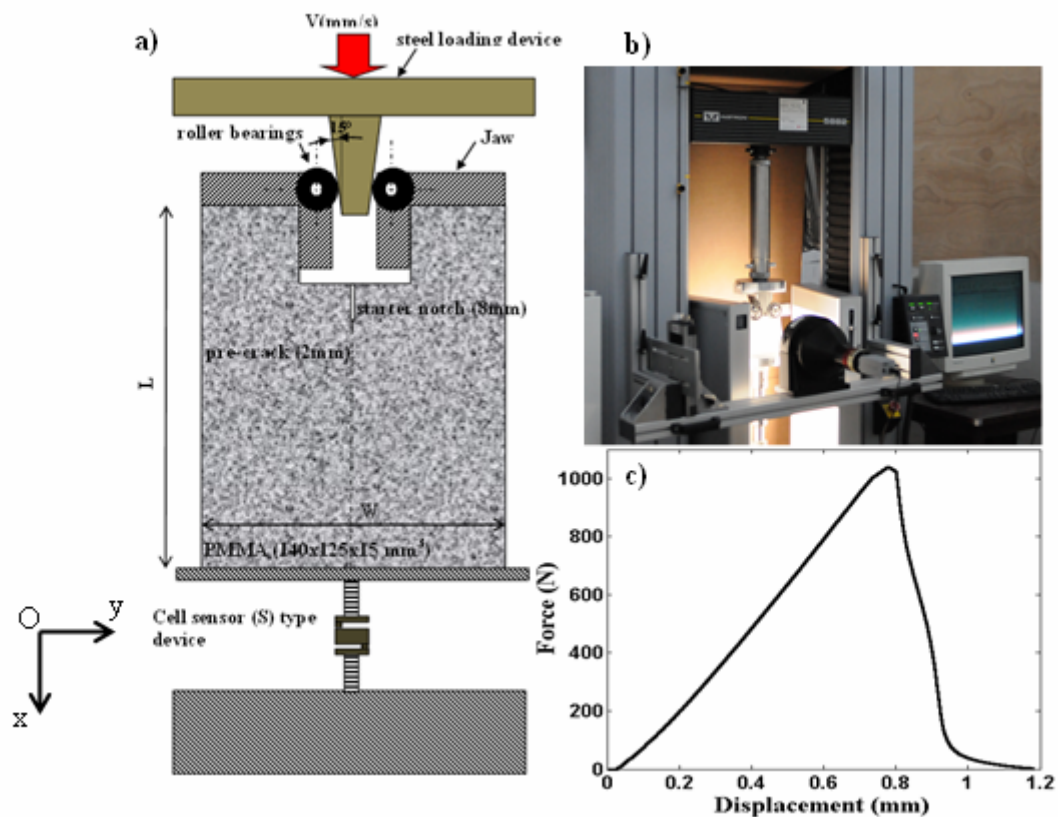 a)
V(mm/s)
steel loading device
roller bearings
15°
Jaw
starter notch (8mm)
pre-crack (2mm)
L
W
PMMA (140x125x15 mm³)
O
y
x
Cell sensor (S) type
device
b)
c)
1000
800
600
400
200
0
Force (N)
0
0.2
0.4
0.6
0.8
1
1.2
Displacement (mm)